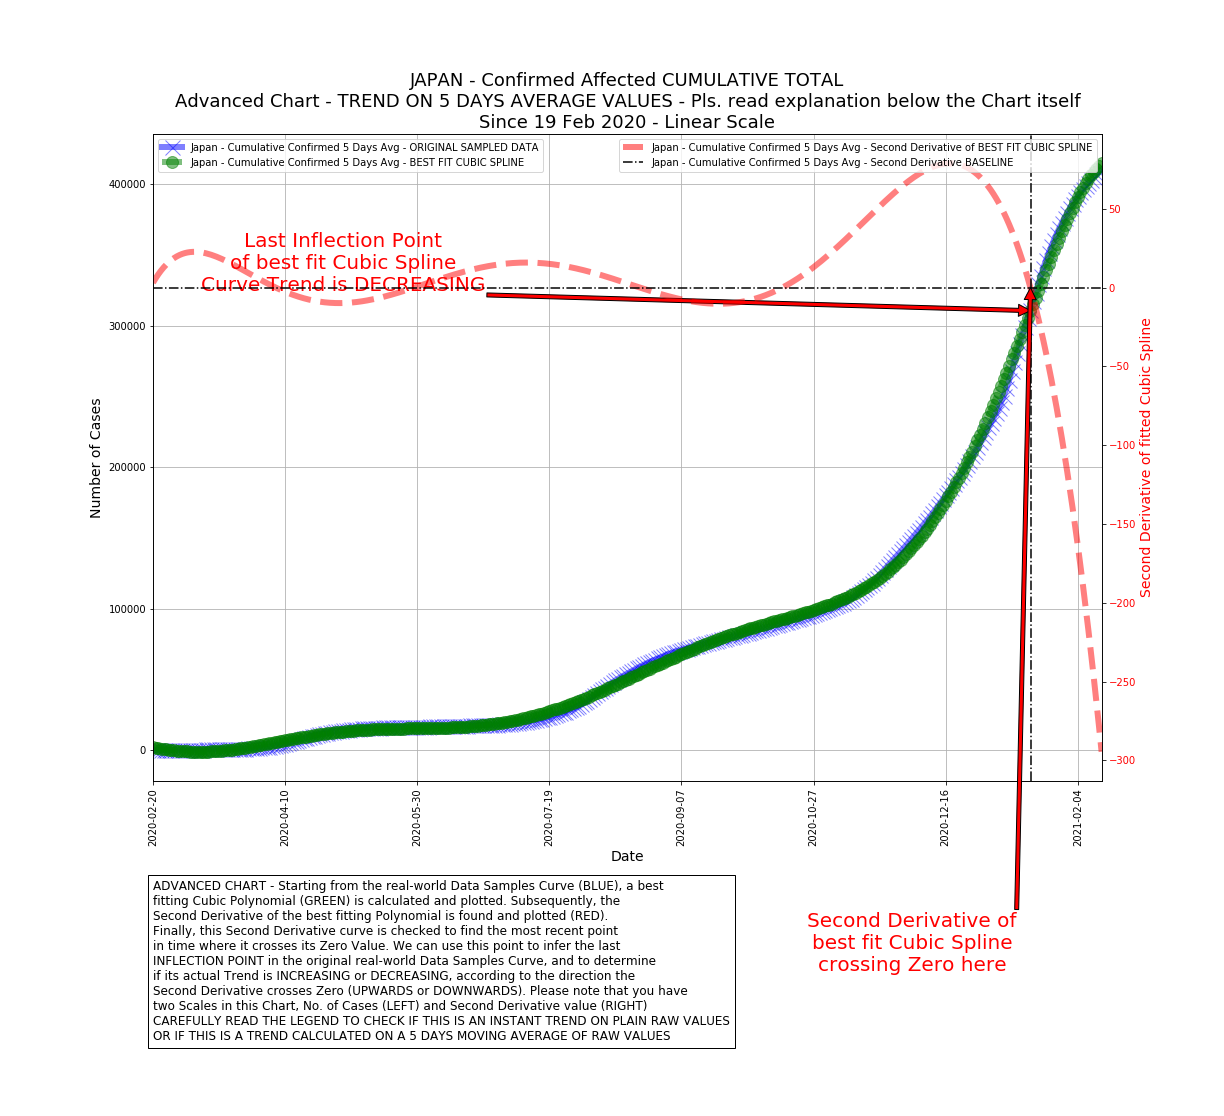 JAPAN - Confirmed Affected CUMULATIVE TOTAL
Advanced Chart - TREND ON 5 DAYS AVERAGE VALUES - Pls. read explanation below the Chart itself
Since 19 Feb 2020 - Linear Scale
Japan - Cumulative Confirmed 5 Days Avg - ORIGINAL SAMPLED DATA
Japan - Cumulative Confirmed 5 Days Avg - BEST FIT CUBIC SPLINE
Japan - Cumulative Confirmed 5 Days Avg - Second Derivative of BEST FIT CUBIC SPLINE
Japan - Cumulative Confirmed 5 Days Avg - Second Derivative BASELINE
Last Inflection Point
of best fit Cubic Spline
Curve Trend is DECREASING
Number of Cases
400000
300000
200000
100000
0
50
0
−50
−100
−150
−200
−250
−300
Second Derivative of fitted Cubic Spline
2020-02-20
2020-04-10
2020-05-30
2020-07-19
2020-09-07
2020-10-27
2020-12-16
2021-02-04
Date
ADVANCED CHART - Starting from the real-world Data Samples Curve (BLUE), a best
fitting Cubic Polynomial (GREEN) is calculated and plotted. Subsequently, the
Second Derivative of the best fitting Polynomial is found and plotted (RED).
Finally, this Second Derivative curve is checked to find the most recent point
in time where it crosses its Zero Value. We can use this point to infer the last
INFLECTION POINT in the original real-world Data Samples Curve, and to determine
if its actual Trend is INCREASING or DECREASING, according to the direction the
Second Derivative crosses Zero (UPWARDS or DOWNWARDS). Please note that you have
two Scales in this Chart, No. of Cases (LEFT) and Second Derivative value (RIGHT)
CAREFULLY READ THE LEGEND TO CHECK IF THIS IS AN INSTANT TREND ON PLAIN RAW VALUES
OR IF THIS IS A TREND CALCULATED ON A 5 DAYS MOVING AVERAGE OF RAW VALUES
Second Derivative of
best fit Cubic Spline
crossing Zero here